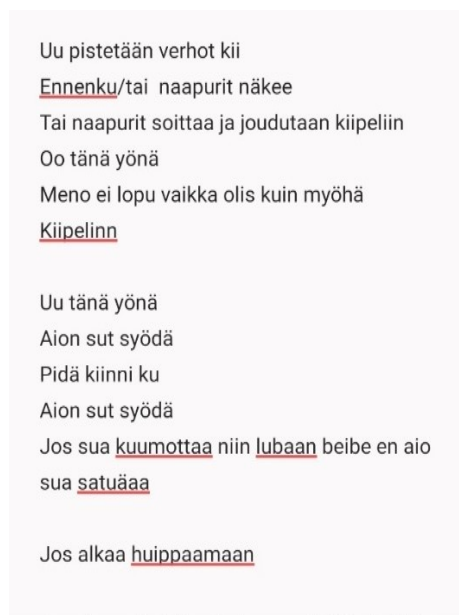 Uu pistetään verhot kii
Ennenku/tai  naapurit näkee
Tai naapurit soittaa ja joudutaan kiipeliin
Oo tänä yönä
Meno ei lopu vaikka olis kuin myöhä
Kiipelinn

Uu tänä yönä
Aion sut syödä
Pidä kiinni ku
Aion sut syödä
Jos sua kuumottaa niin lubaan beibe en aio
sua satuäaa

Jos alkaa huippaamaan